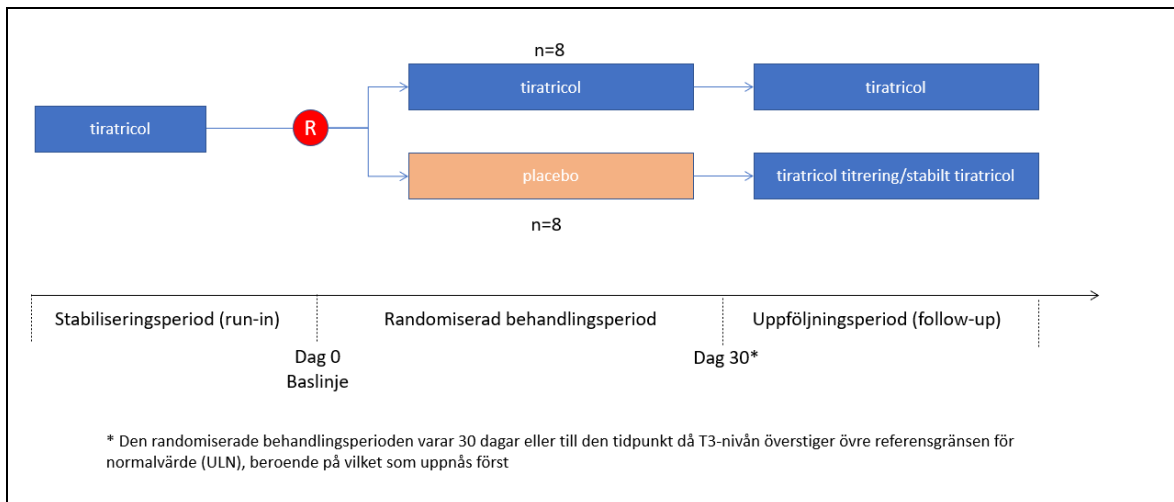 n=8
tiratricol
tiratricol
tiratricol
R
placebo
tiratricol titrering/stabilt tiratricol
n=8
Stabiliseringsperiod (run-in)
Randomiserad behandlingsperiod
Uppföljningsperiod (follow-up)
Dag 0
Baslinje
Dag 30*
* Den randomiserade behandlingsperioden varar 30 dagar eller till den tidpunkt då T3-nivån överstiger övre referensgränsen för
normalvärde (ULN), beroende på vilket som uppnås först